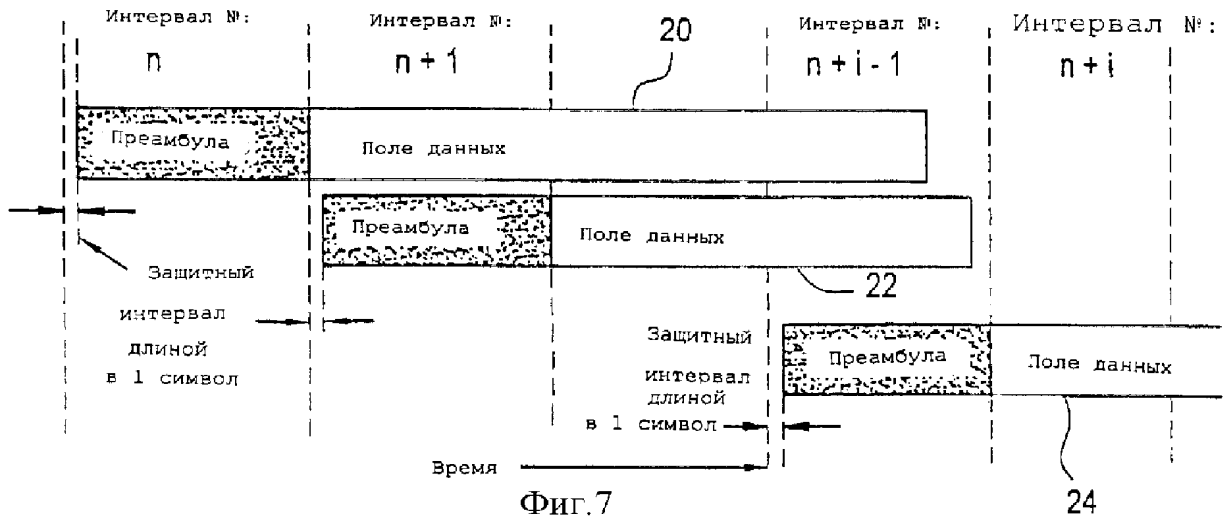 Интервал №:
n
Интервал №:
n + 1
20
Интервал №:
n + i - 1
Интервал №:
n + i
Преамбула
Поле данных
Преамбула
Поле данных
22
Защитный
интервал
длиной
в 1 символ
Защитный
интервал
длиной
в 1 символ
Преамбула
Поле данных
24
Время
Фиг.7